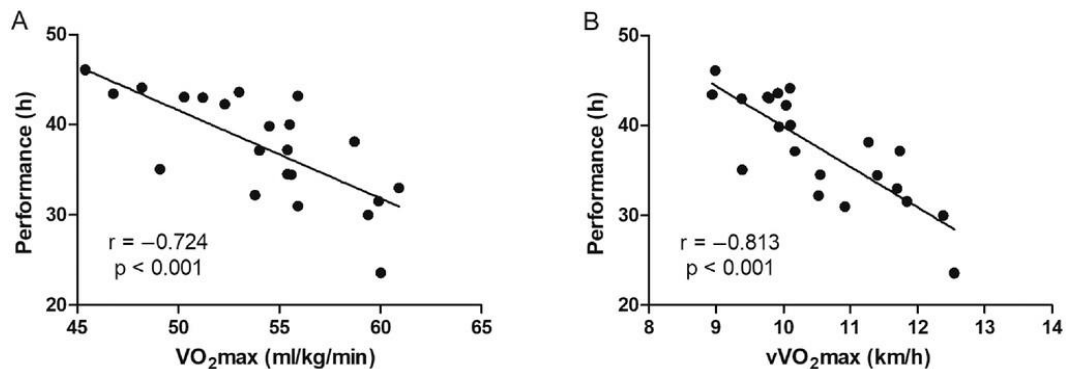 A
B
Performance (h)
50
40
30
20
r = −0.724
p < 0.001
45
50
55
60
65
VO₂max (ml/kg/min)
Performance (h)
50
40
30
20
r = −0.813
p < 0.001
8
9
10
11
12
13
14
vVO₂max (km/h)